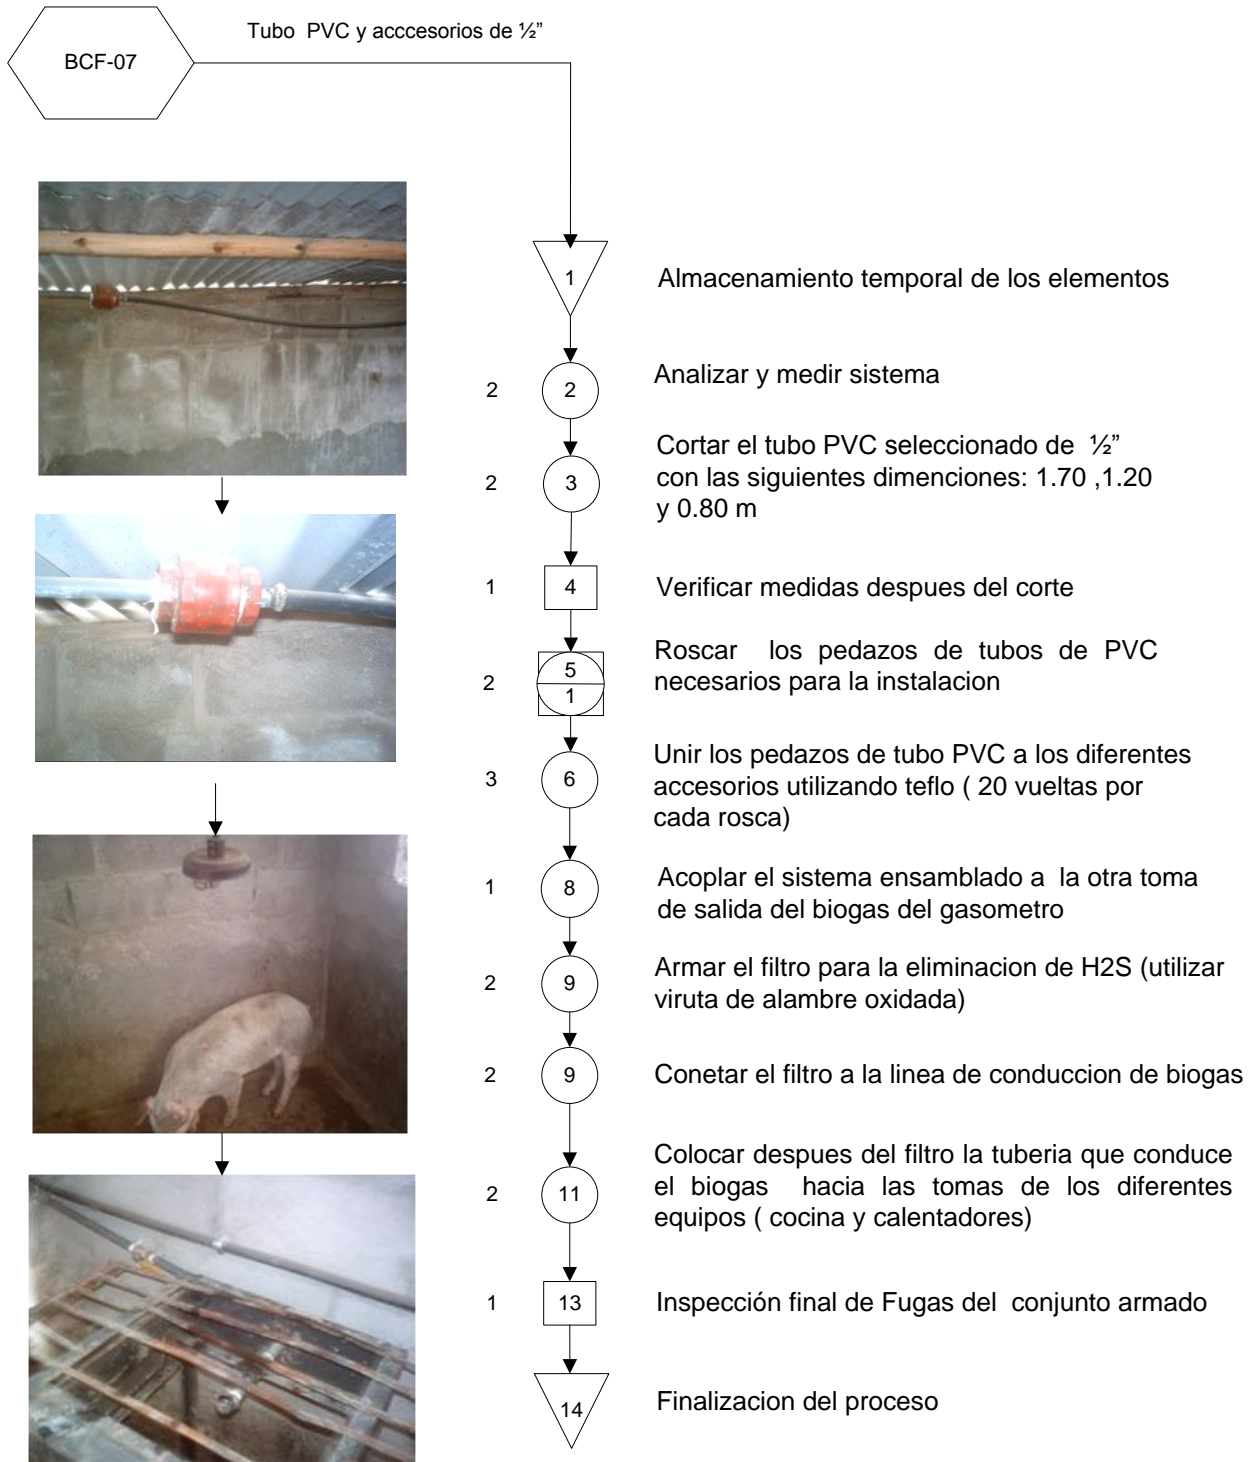 Tubo PVC y acccesorios de ½”
BCF-07
1
Almacenamiento temporal de los elementos
2
2
Analizar y medir sistema
2
3
Cortar el tubo PVC seleccionado de ½”
con las siguientes dimenciones: 1.70 ,1.20
y 0.80 m
1
4
Verificar medidas despues del corte
2
5
1
Roscar los pedazos de tubos de PVC
necesarios para la instalacion
3
6
Unir los pedazos de tubo PVC a los diferentes
accesorios utilizando teflo ( 20 vueltas por
cada rosca)
1
8
Acoplar el sistema ensamblado a la otra toma
de salida del biogas del gasometro
2
9
Armar el filtro para la eliminacion de H2S (utilizar
viruta de alambre oxidada)
2
9
Conetar el filtro a la linea de conduccion de biogas
2
11
Colocar despues del filtro la tuberia que conduce
el biogas hacia las tomas de los diferentes
equipos ( cocina y calentadores)
1
13
Inspección final de Fugas del conjunto armado
14
Finalizacion del proceso